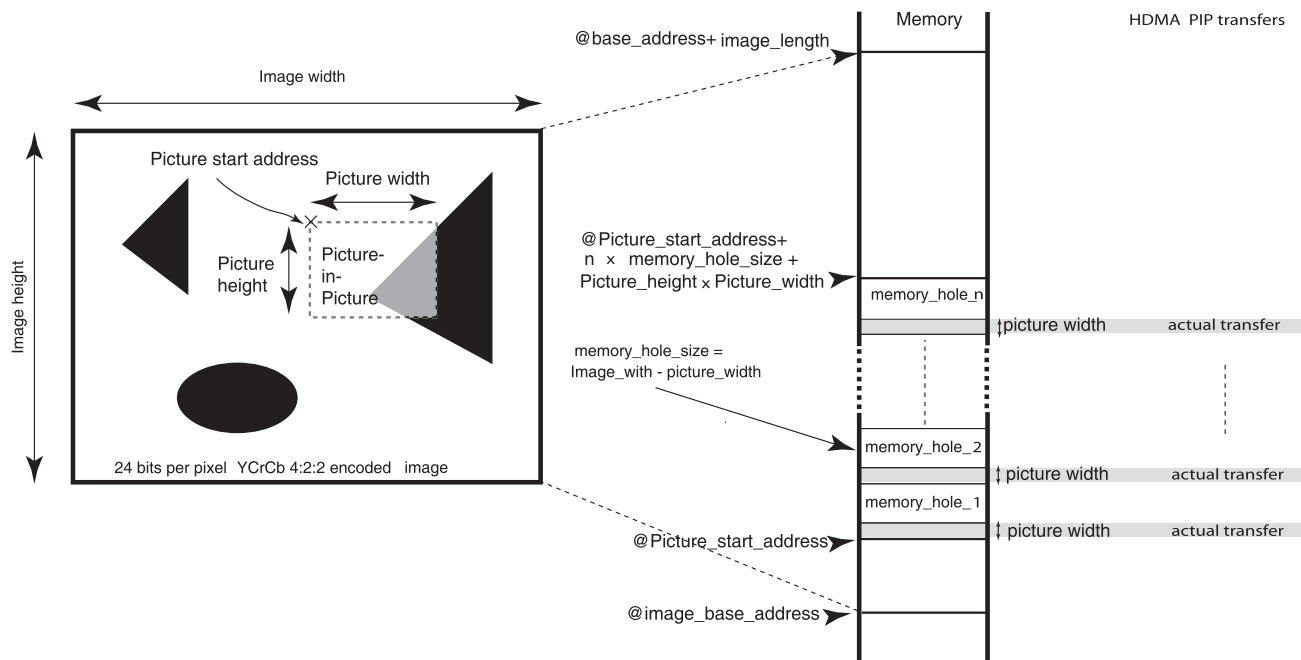 Memory
HDMA PIP transfers
@base_address+ image_length
Image width
Picture start address
Picture width
Image height
Picture
height
Picture-
in-
Picture
24 bits per pixel YCrCb 4:2:2 encoded image
@Picture_start_address+
n x memory_hole_size +
Picture_height x Picture_width
memory_hole_n
picture width
actual transfer
memory_hole_size =
Image_with - picture_width
memory_hole_2
picture width
actual transfer
memory_hole_1
picture width
actual transfer
@Picture_start_address
@image_base_address